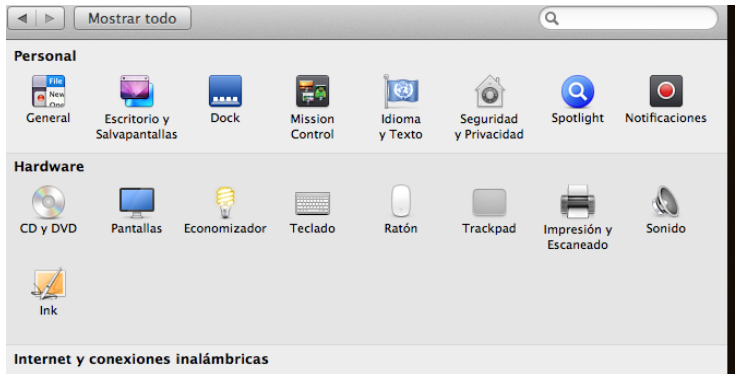 Mostrar todo
Personal
File
New
One
General
Escritorio y
Salvapantallas
Dock
Mission
Control
Idioma
y Texto
Seguridad
y Privacidad
Spotlight
Notificaciones
Hardware
CD y DVD
Pantallas
Economizador
Teclado
Ratón
Trackpad
Impresión y
Escaneado
Sonido
Ink
Internet y conexiones inalámbricas